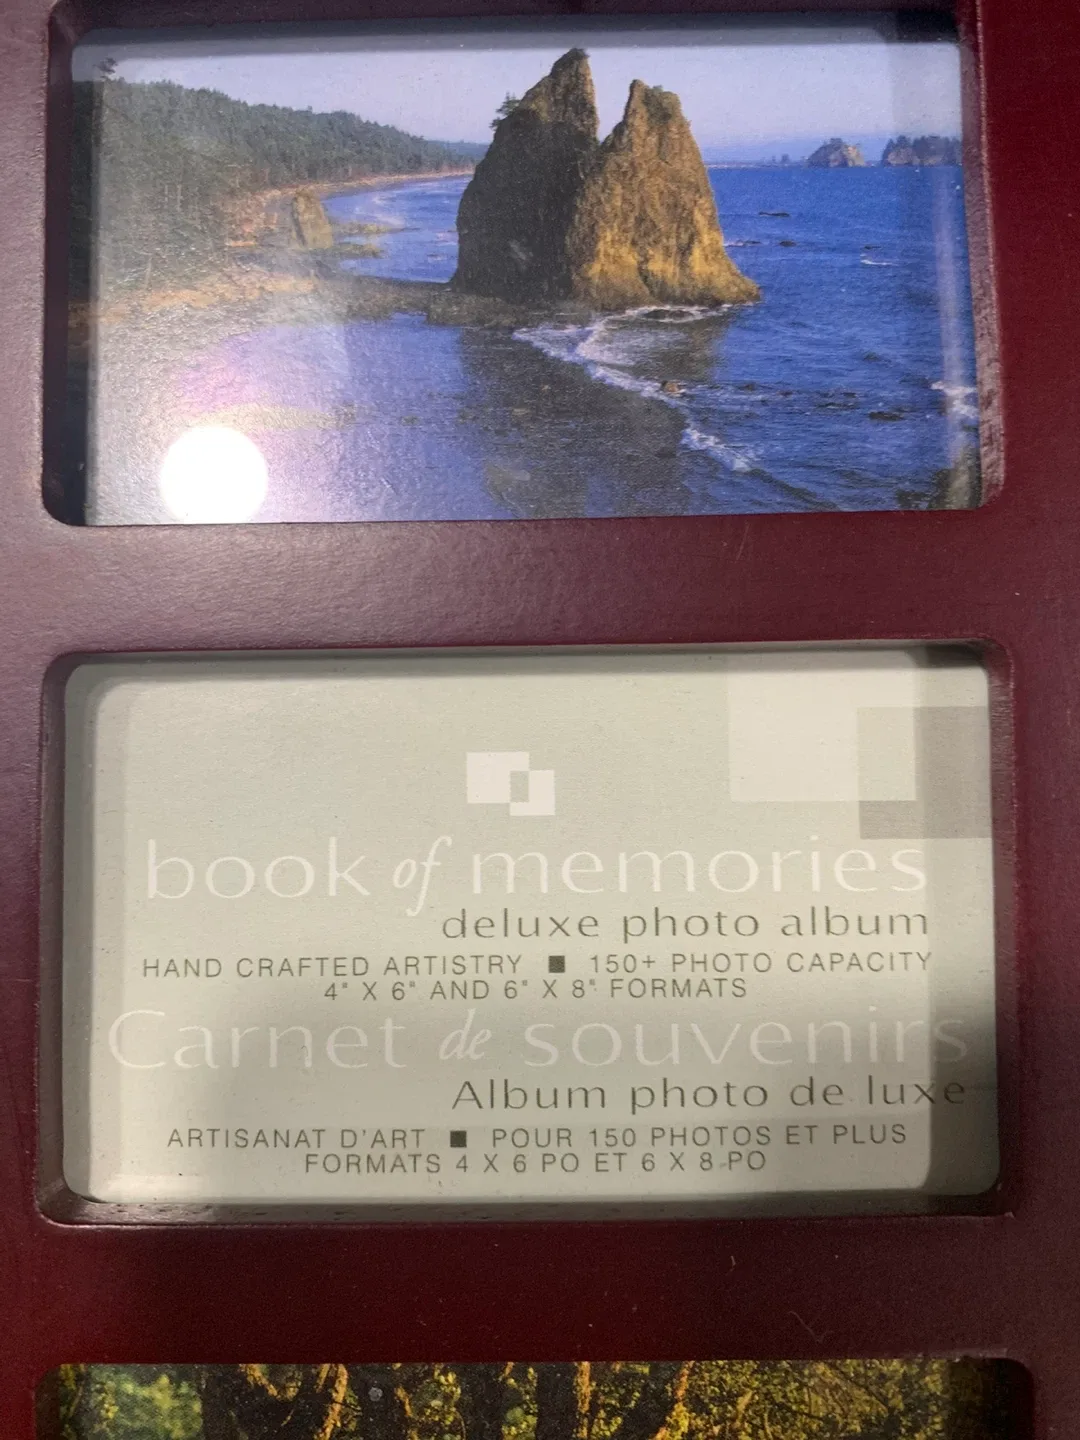 book of memories
deluxe photo album
HAND CRAFTED ARTISTRY ■ 150+ PHOTO CAPACITY
4" X 6" AND 6" X 8" FORMATS
Carnet de souvenirs
Album photo de luxe
ARTISANAT D'ART ■ POUR 150 PHOTOS ET PLUS
FORMATS 4 X 6 PO ET 6 X 8 PO